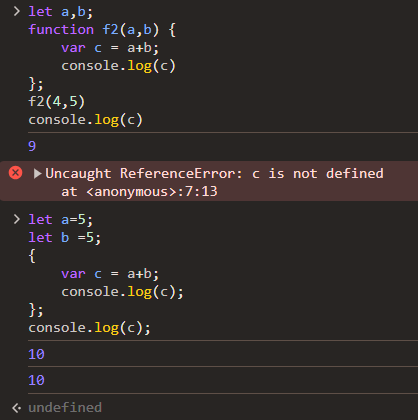 let a,b;
function f2(a,b) {
    var c = a+b;
    console.log(c)
};
f2(4,5)
console.log(c)
9
Uncaught ReferenceError: c is not defined
    at <anonymous>:7:13
let a=5;
let b =5;
{
    var c = a+b;
    console.log(c);
};
console.log(c);
10
10
undefined